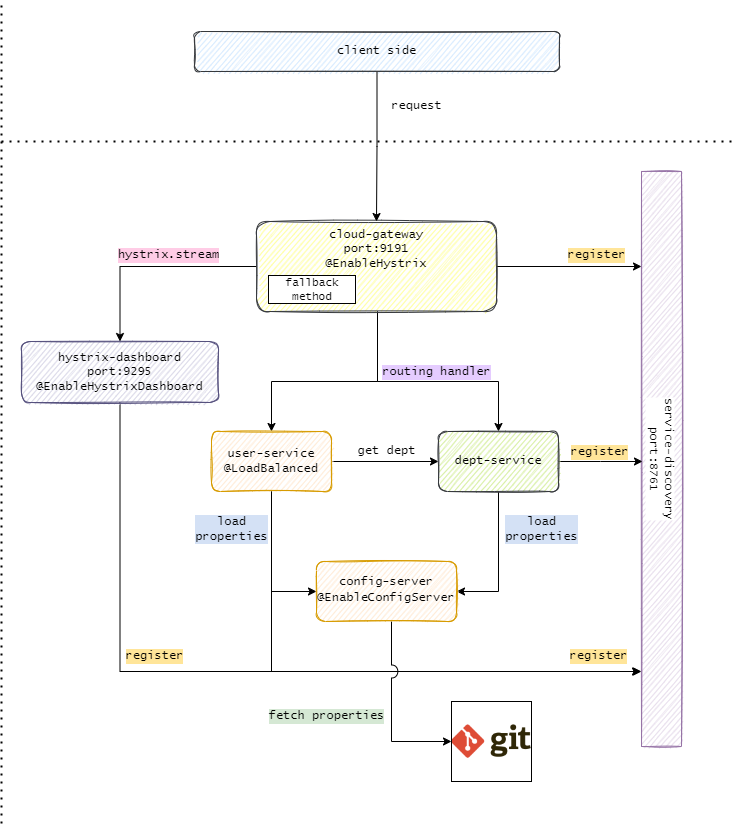 client side
request
cloud-gateway
port:9191
@EnableHystrix
fallback
method
hystrix.stream
register
hystrix-dashboard
port:9295
@EnableHystrixDashboard
routing handler
user-service
@LoadBalanced
get dept
dept-service
register
service-discovery
port:8761
load
properties
load
properties
config-server
@EnableConfigServer
register
register
fetch properties
git